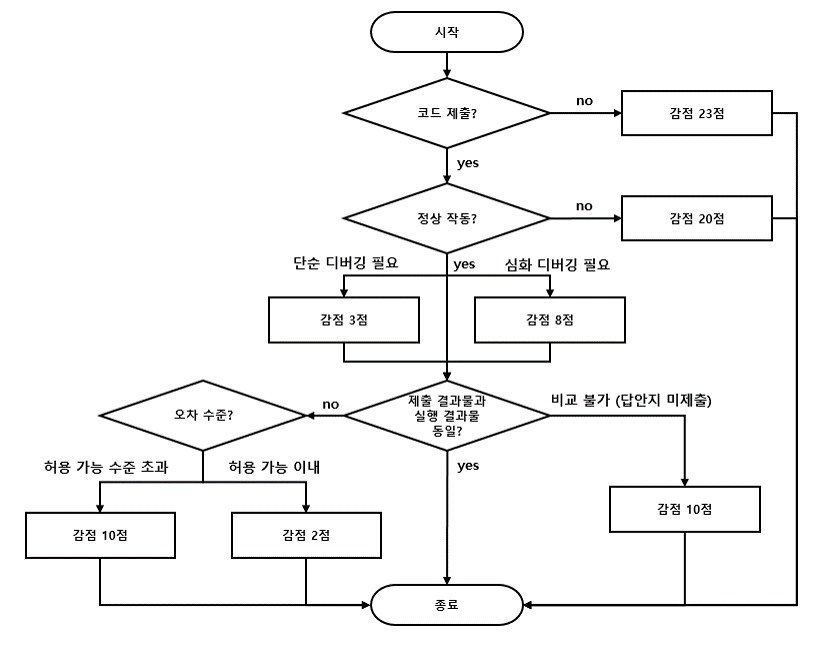 시작
코드 제출?
no
감점 23점
yes
정상 작동?
no
감점 20점
단순 디버깅 필요
yes
심화 디버깅 필요
감점 3점
감점 8점
오차 수준?
no
제출 결과물과
실행 결과물
동일?
비교 불가 (답안지 미제출)
허용 가능 수준 초과
허용 가능 이내
yes
감점 10점
감점 2점
감점 10점
종료